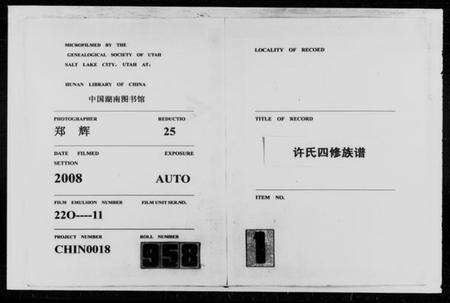 MICROFILMED BY THE
GENEALOGICAL SOCIETY OF UTAH
SALT LAKE CITY. UTAH AT.
HUNAN LIBRARY OF CHINA
中国湖南图书馆
PHOTOGRAPHER REDUCTIO
郑 辉 25
DATE FILMED EXPOSURE
SETTION
2008 AUTO
FILM EMULSION NUMBER FILM UNIT SER.NO.
22O----11
PROJECT NUMBER ROLL NUMBER
CHIN0018 958
LOCALITY OF RECORD
TITLE OF RECORD
许氏四修族谱
ITEM NO.
1